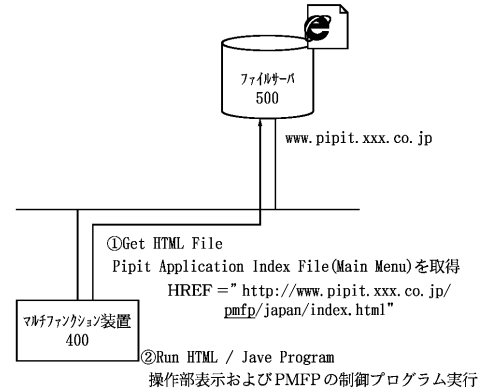 ﾌｧｲﾙｻｰﾊﾞ
500
www.pipit.xxx.co.jp
①Get HTML File
Pipit Application Index File(Main Menu)を取得
HREF =" http://www.pipit.xxx.co.jp/
pmfp/japan/index.html"
ﾏﾙﾁﾌｧﾝｸｼｮﾝ装置
400
②Run HTML / Jave Program
操作部表示およびPMFPの制御プログラム実行